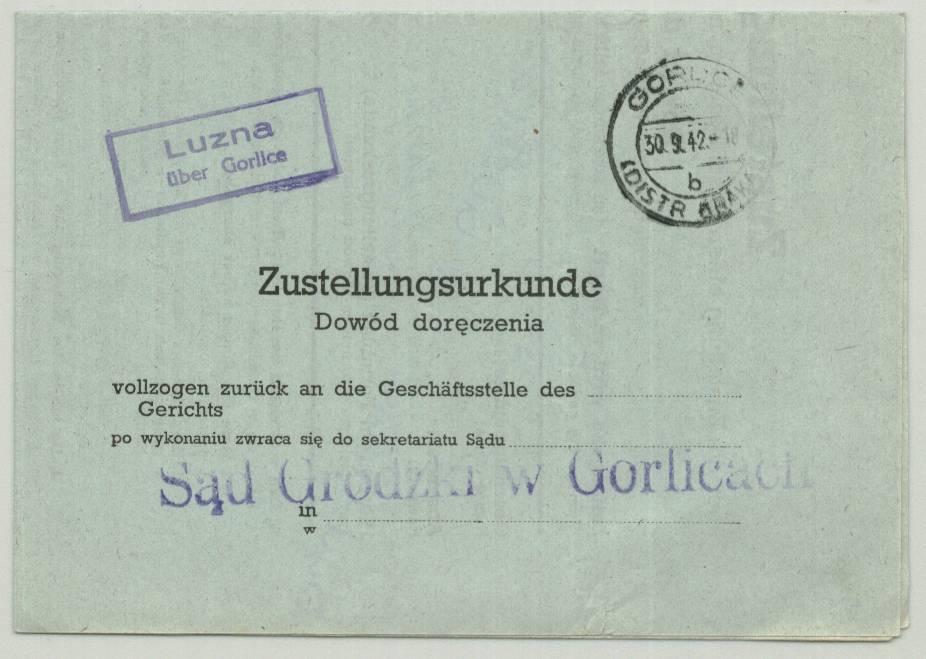 Luzna
über Gorlice
GORLICE
30.9.42.-18
b
(DISTR KRAKAU)
Zustellungsurkunde
Dowód doręczenia
vollzogen zurück an die Geschäftsstelle des
Gerichts
po wykonaniu zwraca się do sekretariatu Sądu
Sąd Grodzki w Gorlicach
in
w